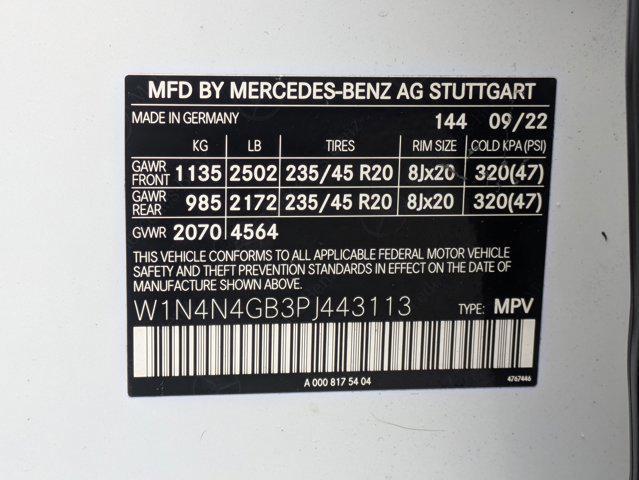 MFD BY MERCEDES-BENZ AG STUTTGART
MADE IN GERMANY 144 09/22
KG LB TIRES RIM SIZE COLD KPA (PSI)
GAWR FRONT 1135 2502 235/45 R20 8Jx20 320(47)
GAWR REAR 985 2172 235/45 R20 8Jx20 320(47)
GVWR 2070 4564
THIS VEHICLE CONFORMS TO ALL APPLICABLE FEDERAL MOTOR VEHICLE
SAFETY AND THEFT PREVENTION STANDARDS IN EFFECT ON THE DATE OF
MANUFACTURE SHOWN ABOVE.
W1N4N4GB3PJ443113 TYPE: MPV
A 000 817 54 04
4767446